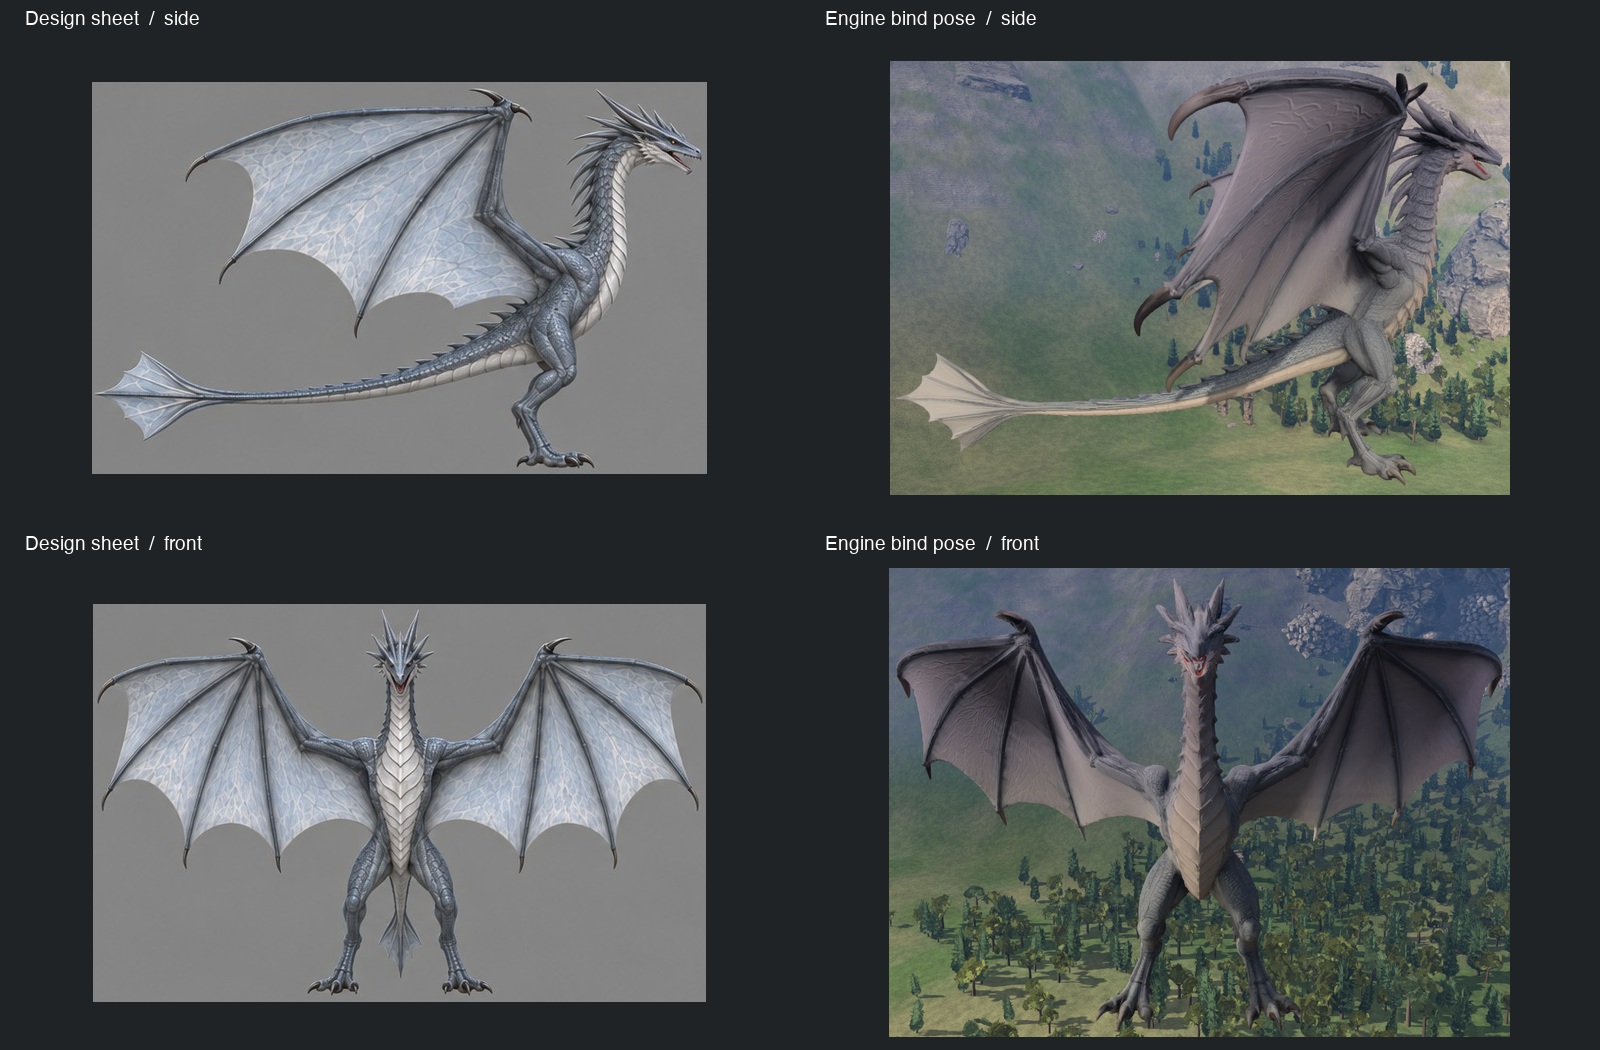 Design sheet / side
Engine bind pose / side
Design sheet / front
Engine bind pose / front